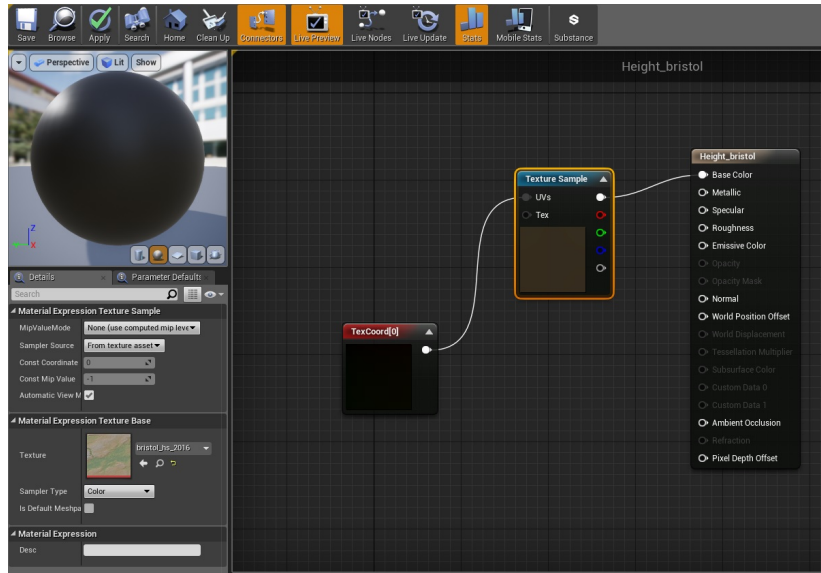 Save Browse Apply Search Home Clean Up Connectors Live Preview Live Nodes Live Update Stats Mobile Stats Substance
Perspective Lit Show
Z
X
Height_bristol
Details
Parameter Defaults
Search
Material Expression Texture Sample
MipValueMode None (use computed mip leve
Sampler Source From texture asset
Const Coordinate 0
Const Mip Value -1
Automatic View M
Material Expression Texture Base
Texture bristol_hs_2016
Sampler Type Color
Is Default Meshpa
Material Expression
Desc
TexCoord[0]
Texture Sample
UVs
Tex
Height_bristol
Base Color
Metallic
Specular
Roughness
Emissive Color
Opacity
Opacity Mask
Normal
World Position Offset
World Displacement
Tessellation Multiplier
Subsurface Color
Custom Data 0
Custom Data 1
Ambient Occlusion
Refraction
Pixel Depth Offset